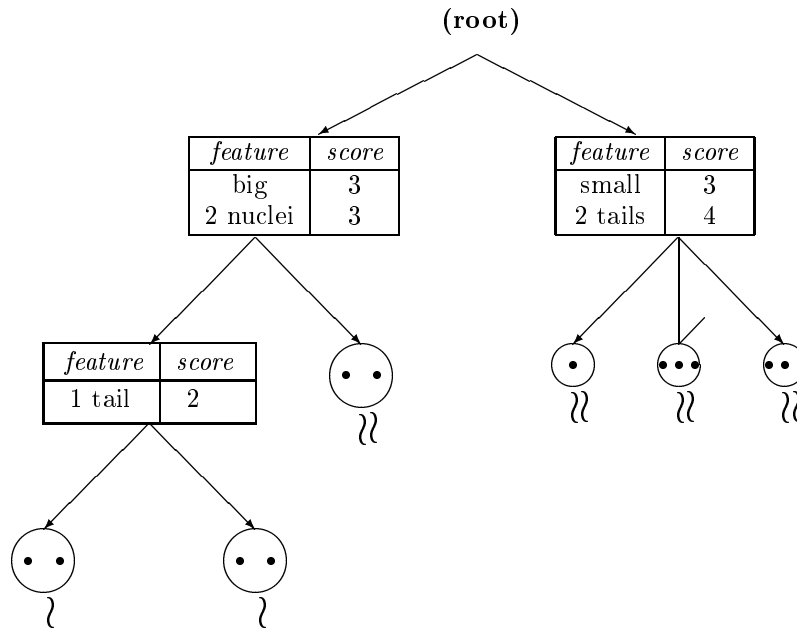 (root)
feature score
big 3
2 nuclei 3
feature score
small 3
2 tails 4
feature score
1 tail 2